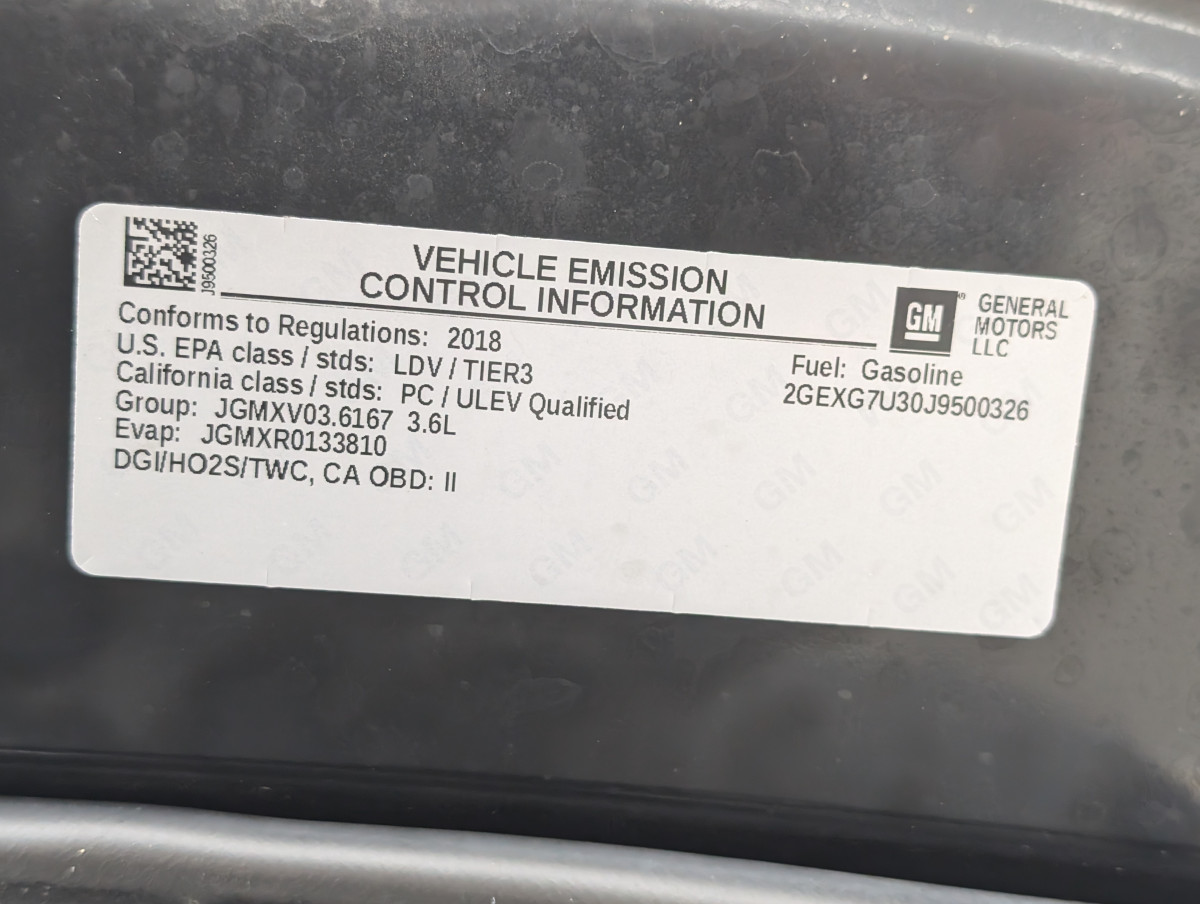 J9500326
VEHICLE EMISSION
CONTROL INFORMATION
GM
GENERAL
MOTORS
LLC
Conforms to Regulations: 2018
U.S. EPA class / stds: LDV / TIER3
California class / stds: PC / ULEV Qualified
Group: JGMXV03.6167 3.6L
Evap: JGMXR0133810
DGI/HO2S/TWC, CA OBD: II
Fuel: Gasoline
2GEXG7U30J9500326